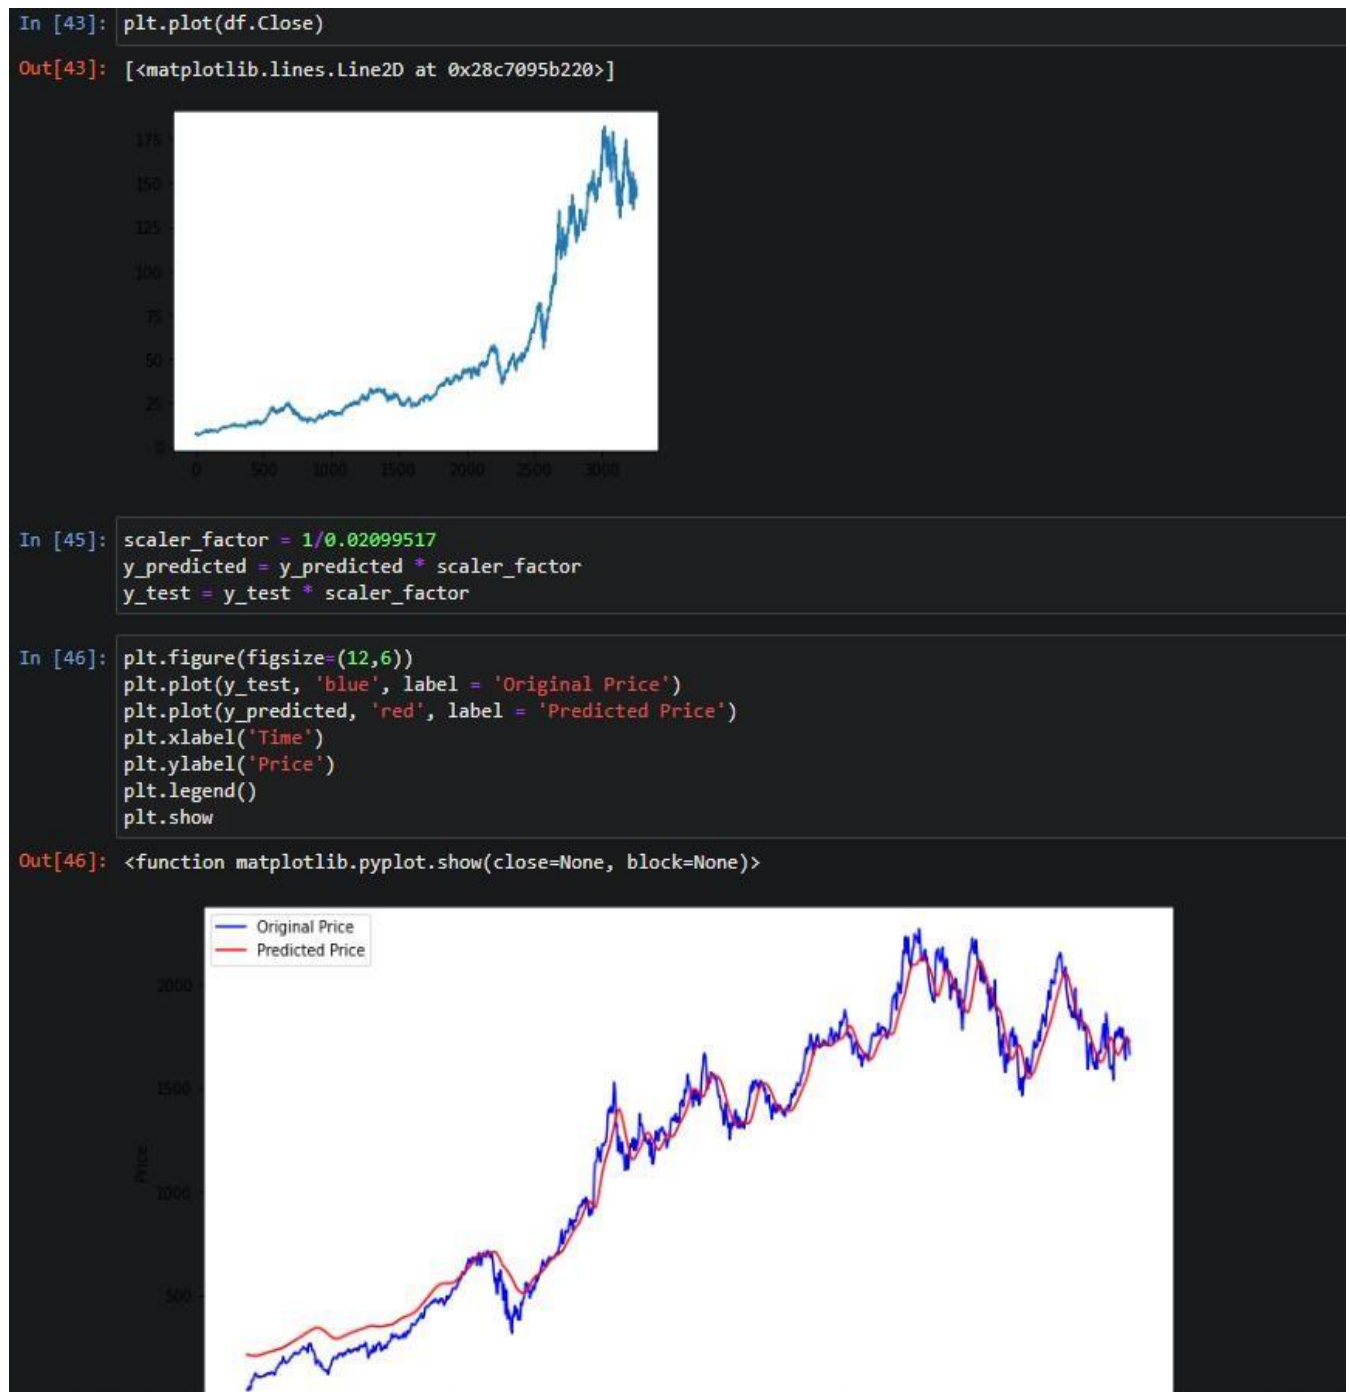 In [43]: plt.plot(df.Close)
Out[43]: [<matplotlib.lines.Line2D at 0x28c7095b220>]
175
150
125
100
75
50
25
0
0 500 1000 1500 2000 2500 3000
In [45]: scaler_factor = 1/0.02099517
y_predicted = y_predicted * scaler_factor
y_test = y_test * scaler_factor
In [46]: plt.figure(figsize=(12,6))
plt.plot(y_test, 'blue', label = 'Original Price')
plt.plot(y_predicted, 'red', label = 'Predicted Price')
plt.xlabel('Time')
plt.ylabel('Price')
plt.legend()
plt.show
Out[46]: <function matplotlib.pyplot.show(close=None, block=None)>
Original Price
Predicted Price
2000
1500
Price
1000
500